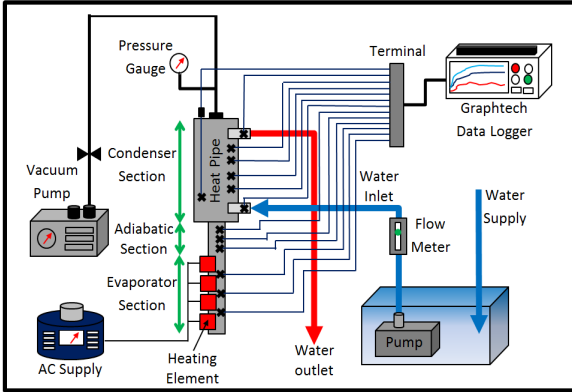 Pressure
Gauge
Terminal
Graphtech
Data Logger
Condenser
Section
Heat Pipe
Vacuum
Pump
Water
Inlet
Water
Supply
Flow
Meter
Adiabatic
Section
Evaporator
Section
Pump
AC Supply
Heating
Element
Water
outlet